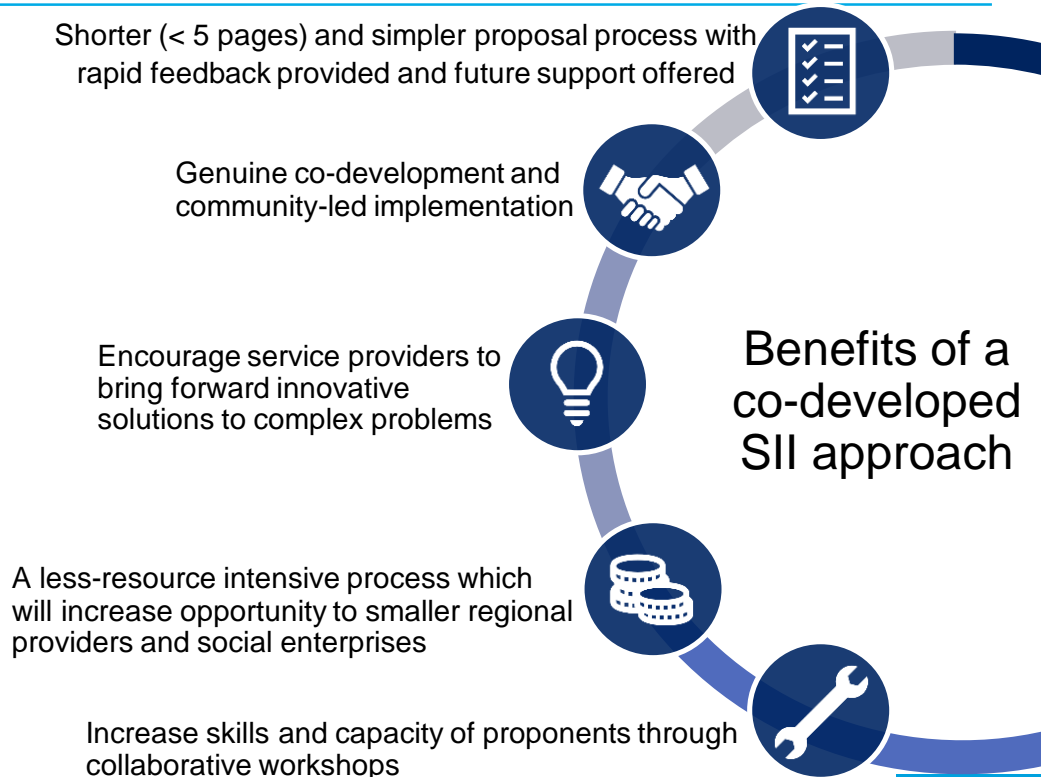 Shorter (< 5 pages) and simpler proposal process with
rapid feedback provided and future support offered
Genuine co-development and
community-led implementation
Encourage service providers to
bring forward innovative
solutions to complex problems
Benefits of a
co-developed
SII approach
A less-resource intensive process which
will increase opportunity to smaller regional
providers and social enterprises
Increase skills and capacity of proponents through
collaborative workshops